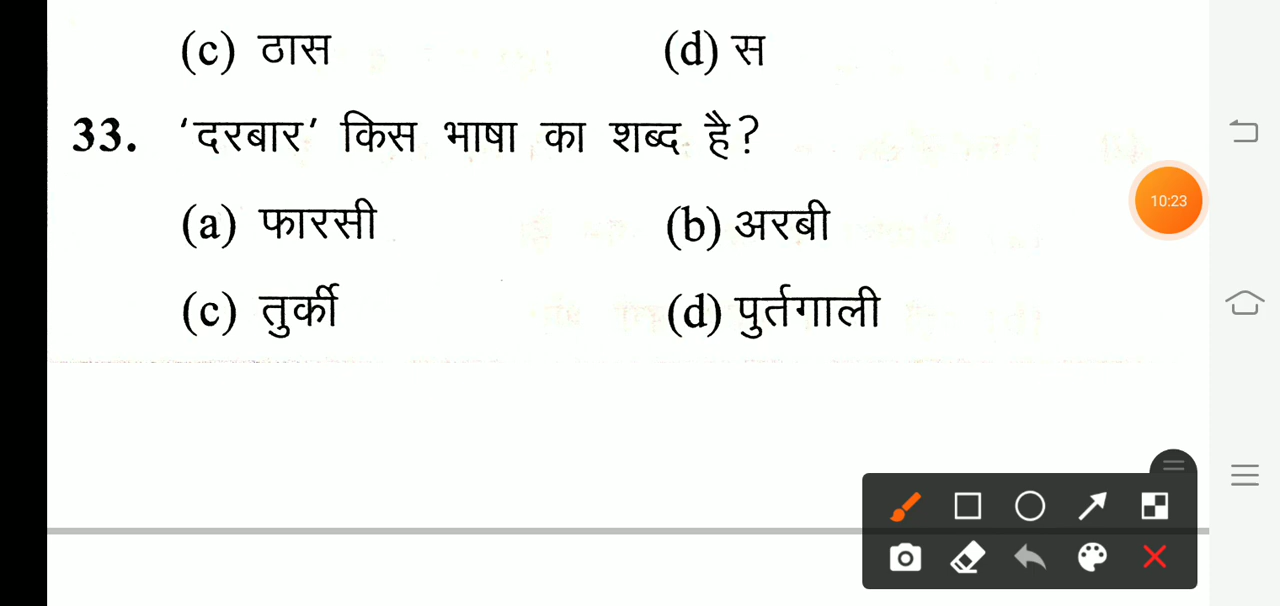 (c) ठास (d) स
33. ‘दरबार’ किस भाषा का शब्द है?
(a) फारसी (b) अरबी
10:23
(c) तुर्की (d) पुर्तगाली